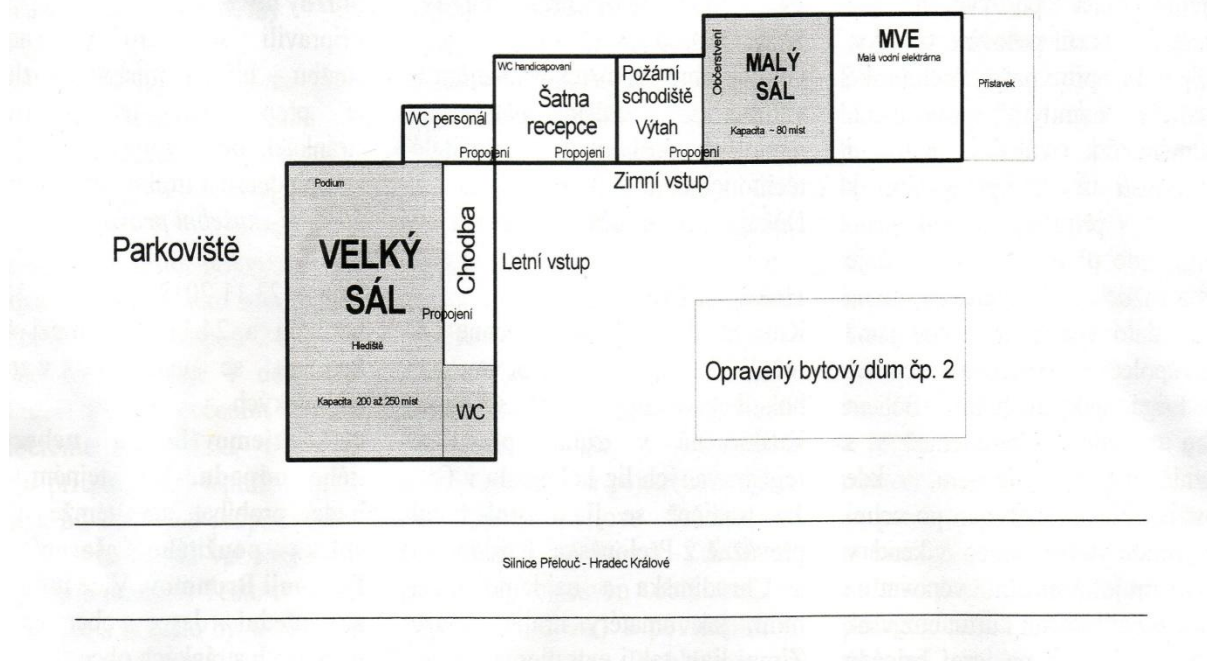 MVE
Malá vodní elektrárna
Přístavek
Občerstvení
MALÝ
SÁL
Kapacita ~ 80 míst
WC handicapovaní
Šatna
recepce
Požární
schodiště
Výtah
WC personál
Propojení
Propojení
Propojení
Zimní vstup
Podium
Parkoviště
VELKÝ
SÁL
Chodba
Letní vstup
Propojení
Hlediště
Kapacita 200 až 250 míst
WC
Opravený bytový dům čp. 2
Silnice Přelouč - Hradec Králové